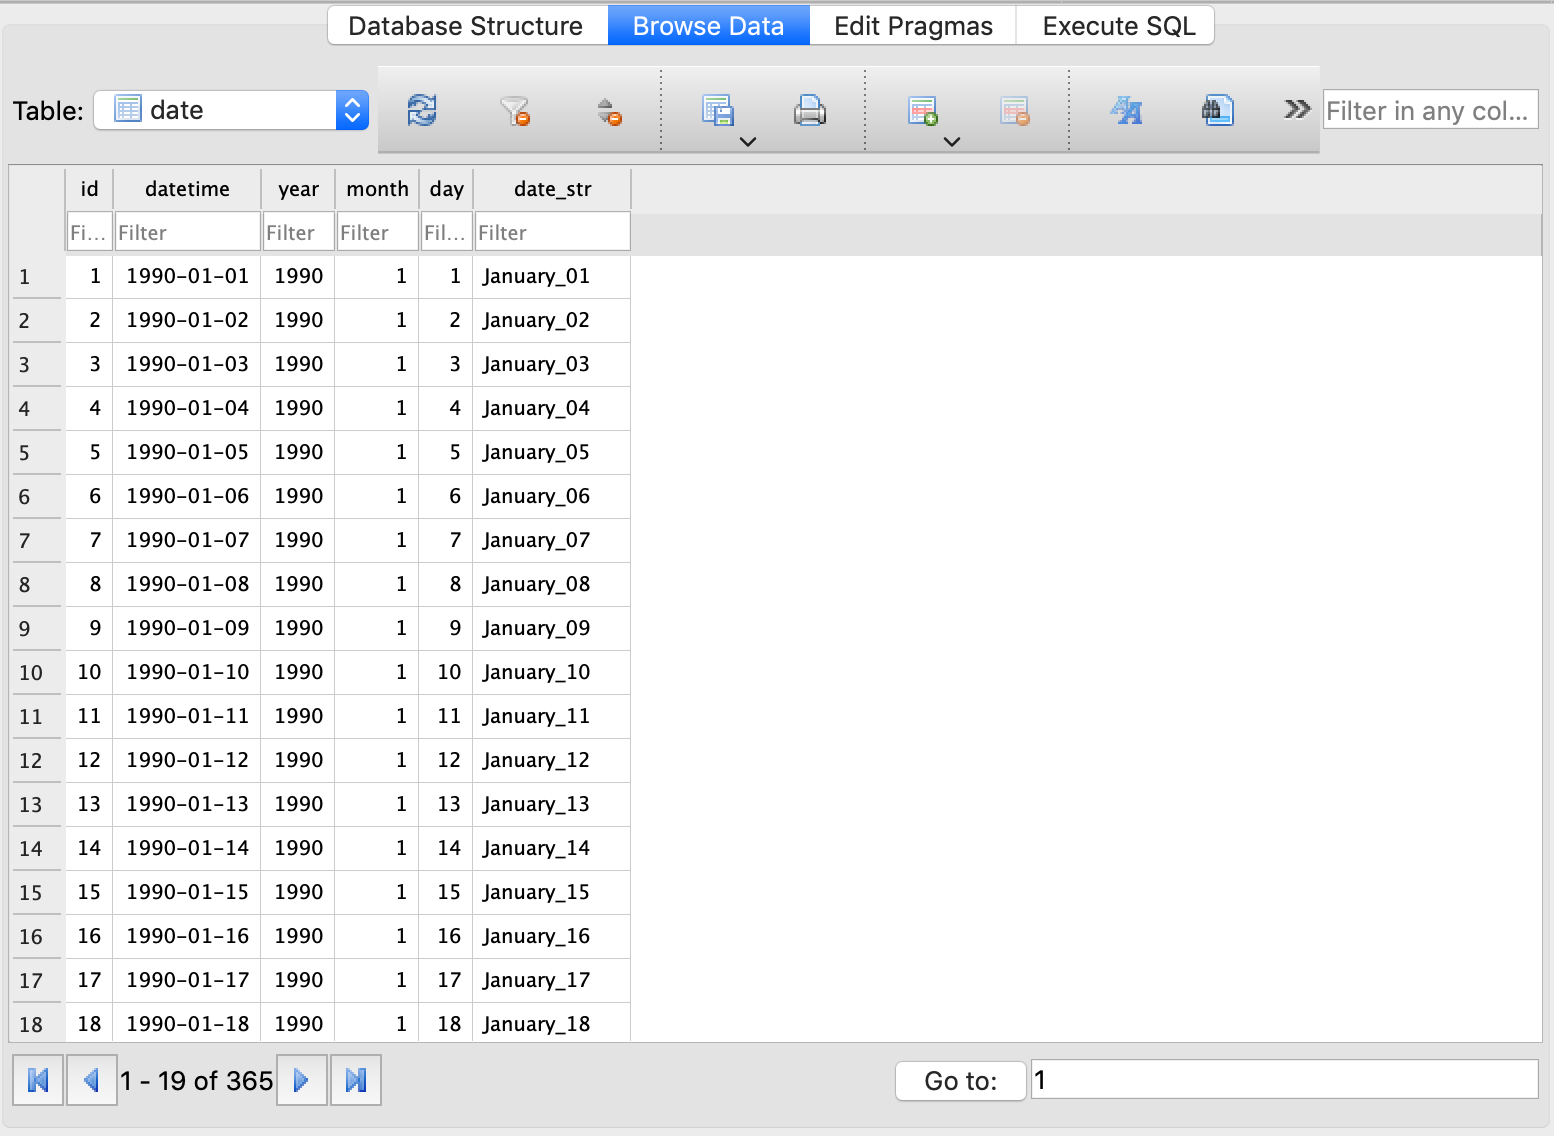 Database Structure Browse Data Edit Pragmas Execute SQL
Table: date Filter in any col...
id datetime year month day date_str
Fi... Filter Filter Filter Fil... Filter
1 1 1990-01-01 1990 1 1 January_01
2 2 1990-01-02 1990 1 2 January_02
3 3 1990-01-03 1990 1 3 January_03
4 4 1990-01-04 1990 1 4 January_04
5 5 1990-01-05 1990 1 5 January_05
6 6 1990-01-06 1990 1 6 January_06
7 7 1990-01-07 1990 1 7 January_07
8 8 1990-01-08 1990 1 8 January_08
9 9 1990-01-09 1990 1 9 January_09
10 10 1990-01-10 1990 1 10 January_10
11 11 1990-01-11 1990 1 11 January_11
12 12 1990-01-12 1990 1 12 January_12
13 13 1990-01-13 1990 1 13 January_13
14 14 1990-01-14 1990 1 14 January_14
15 15 1990-01-15 1990 1 15 January_15
16 16 1990-01-16 1990 1 16 January_16
17 17 1990-01-17 1990 1 17 January_17
18 18 1990-01-18 1990 1 18 January_18
1 - 19 of 365 Go to: 1